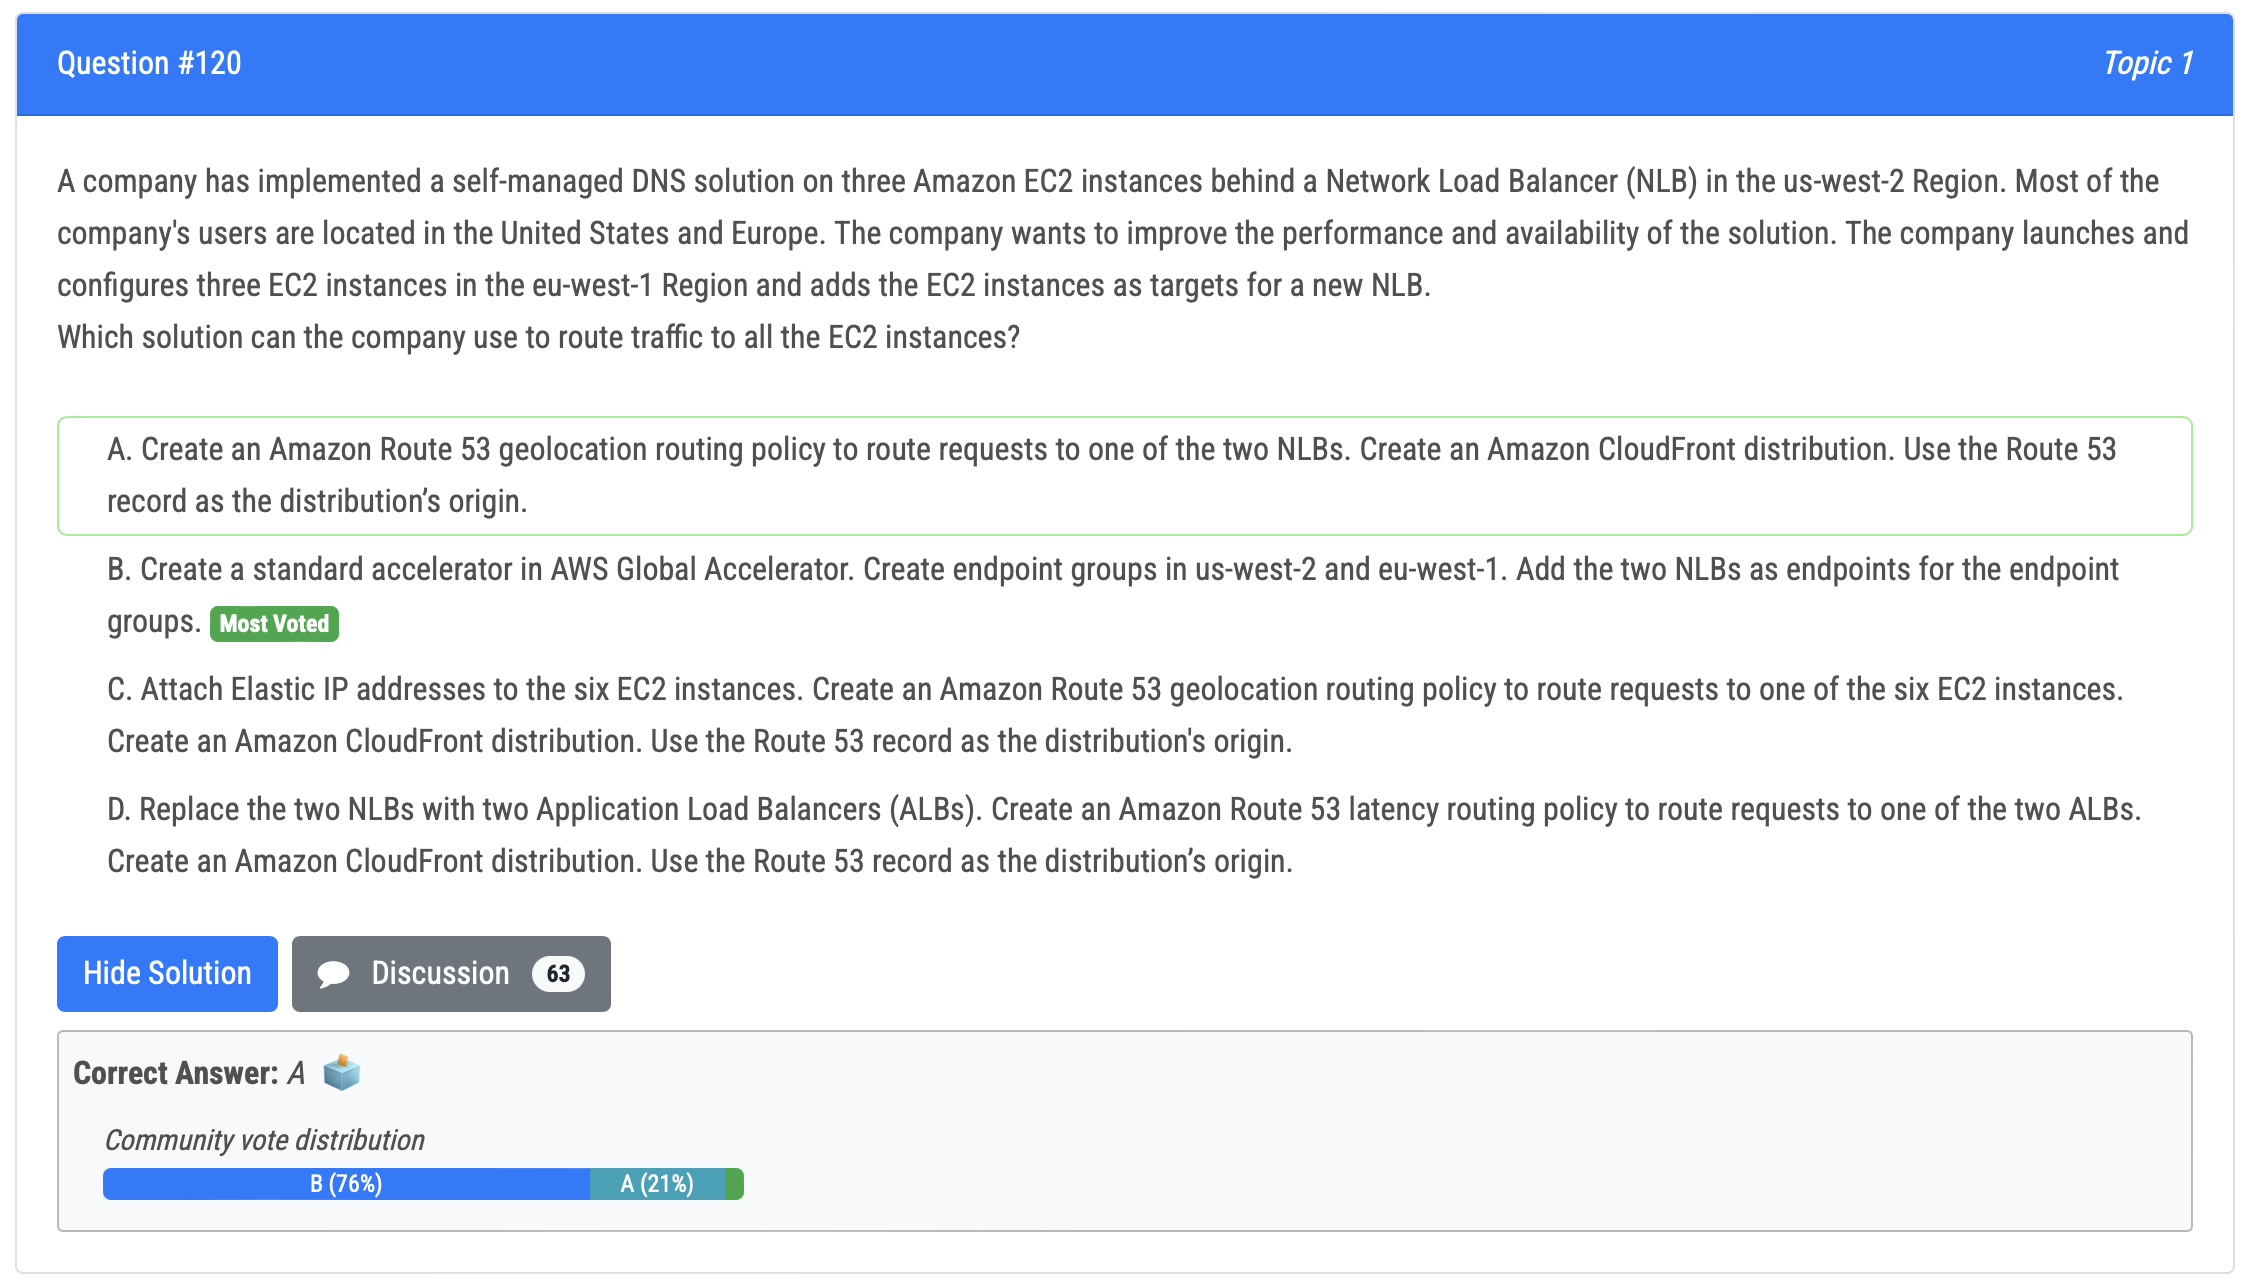 Question #120
Topic 1
A company has implemented a self-managed DNS solution on three Amazon EC2 instances behind a Network Load Balancer (NLB) in the us-west-2 Region. Most of the
company's users are located in the United States and Europe. The company wants to improve the performance and availability of the solution. The company launches and
configures three EC2 instances in the eu-west-1 Region and adds the EC2 instances as targets for a new NLB.
Which solution can the company use to route traffic to all the EC2 instances?
A. Create an Amazon Route 53 geolocation routing policy to route requests to one of the two NLBs. Create an Amazon CloudFront distribution. Use the Route 53
record as the distribution’s origin.
B. Create a standard accelerator in AWS Global Accelerator. Create endpoint groups in us-west-2 and eu-west-1. Add the two NLBs as endpoints for the endpoint
groups. Most Voted
C. Attach Elastic IP addresses to the six EC2 instances. Create an Amazon Route 53 geolocation routing policy to route requests to one of the six EC2 instances.
Create an Amazon CloudFront distribution. Use the Route 53 record as the distribution's origin.
D. Replace the two NLBs with two Application Load Balancers (ALBs). Create an Amazon Route 53 latency routing policy to route requests to one of the two ALBs.
Create an Amazon CloudFront distribution. Use the Route 53 record as the distribution’s origin.
Hide Solution
Discussion 63
Correct Answer: A
Community vote distribution
B (76%)
A (21%)